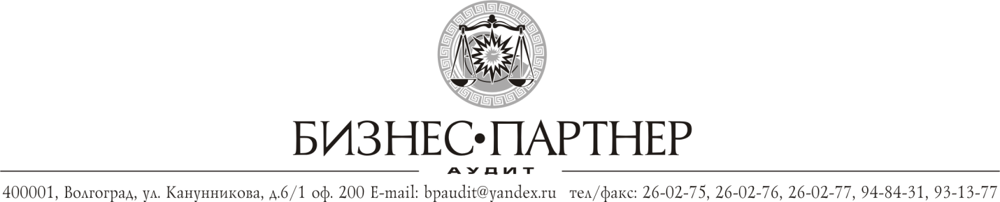 БИЗНЕС•ПАРТНЕР
АУДИТ
400001, Волгоград, ул. Канунникова, д.6/1 оф. 200 E-mail: bpaudit@yandex.ru тел/факс: 26-02-75, 26-02-76, 26-02-77, 94-84-31, 93-13-77